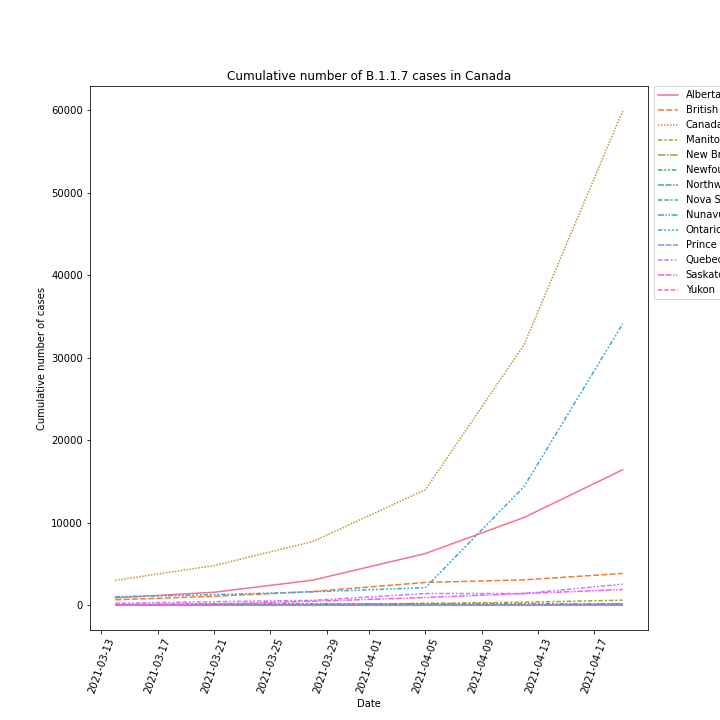 Cumulative number of B.1.1.7 cases in Canada
60000
50000
40000
30000
20000
10000
0
Cumulative number of cases
Alberta
British
Canada
Manito
New Br
Newfou
Northw
Nova S
Nunavu
Ontario
Prince
Quebec
Saskato
Yukon
2021-03-13
2021-03-17
2021-03-21
2021-03-25
2021-03-29
2021-04-01
2021-04-05
2021-04-09
2021-04-13
2021-04-17
Date